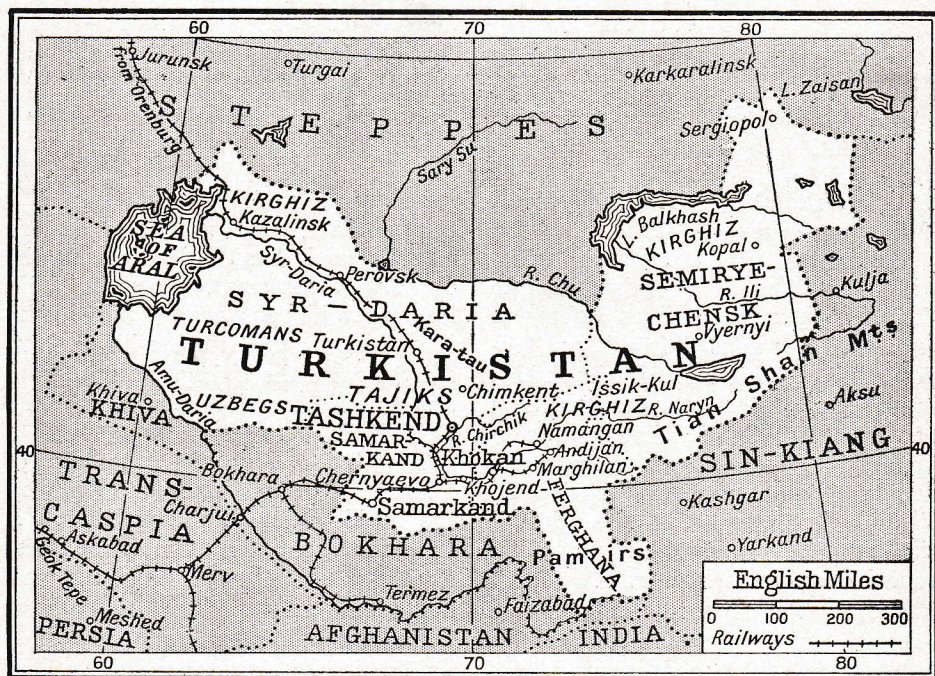 60
70
80
Jurunsk
from Orenburg
Turgai
Karkaralinsk
L. Zaisan
STEPPES
Sergiopol
Sary Su
KIRGHIZ
Kazalinsk
SEA
OF
ARAL
Syr-Daria
Perovsk
L. Balkhash
KIRGHIZ
Kopal
R. Chu
SEMIRYE-
R. Ili
Kulja
SYR-DARIA
CHENSK
Vyernyi
TURCOMANS
Turkistan
Kara-tau
TURKISTAN
Tian Shan Mts
Amu-Daria
Khiva
KHIVA
UZBEGS
TAJIKS
Chimkent
Issik-Kul
TASHKEND
KIRGHIZ
R. Naryn
Aksu
R. Chirchik
Namangan
SAMAR-
KAND
Khokan
Andijan
Marghilan
SIN-KIANG
40
40
TRANS-
CASPIA
Bokhara
Chernyaevo
Khojend
Charjui
Samarkand
FERGHANA
Kashgar
Askabad
Geok Tepe
BOKHARA
Pamirs
Yarkand
Merv
Termez
Faizabad
Meshed
PERSIA
AFGHANISTAN
INDIA
English Miles
0 100 200 300
Railways
60
70
80